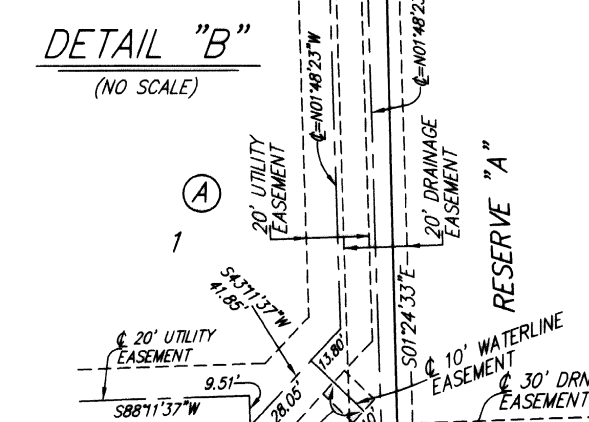 DETAIL "B"
(NO SCALE)
℄=N01°48'23"W
℄=N01°48'23
20' UTILITY
EASEMENT
20' DRAINAGE
EASEMENT
RESERVE "A"
A
1
S43°11'37"W
41.85'
S01°24'33"E
℄ 20' UTILITY
EASEMENT
9.51'
S88°11'37"W
28.05'
13.80'
℄ 10' WATERLINE
EASEMENT
℄ 30' DRN
EASEMENT